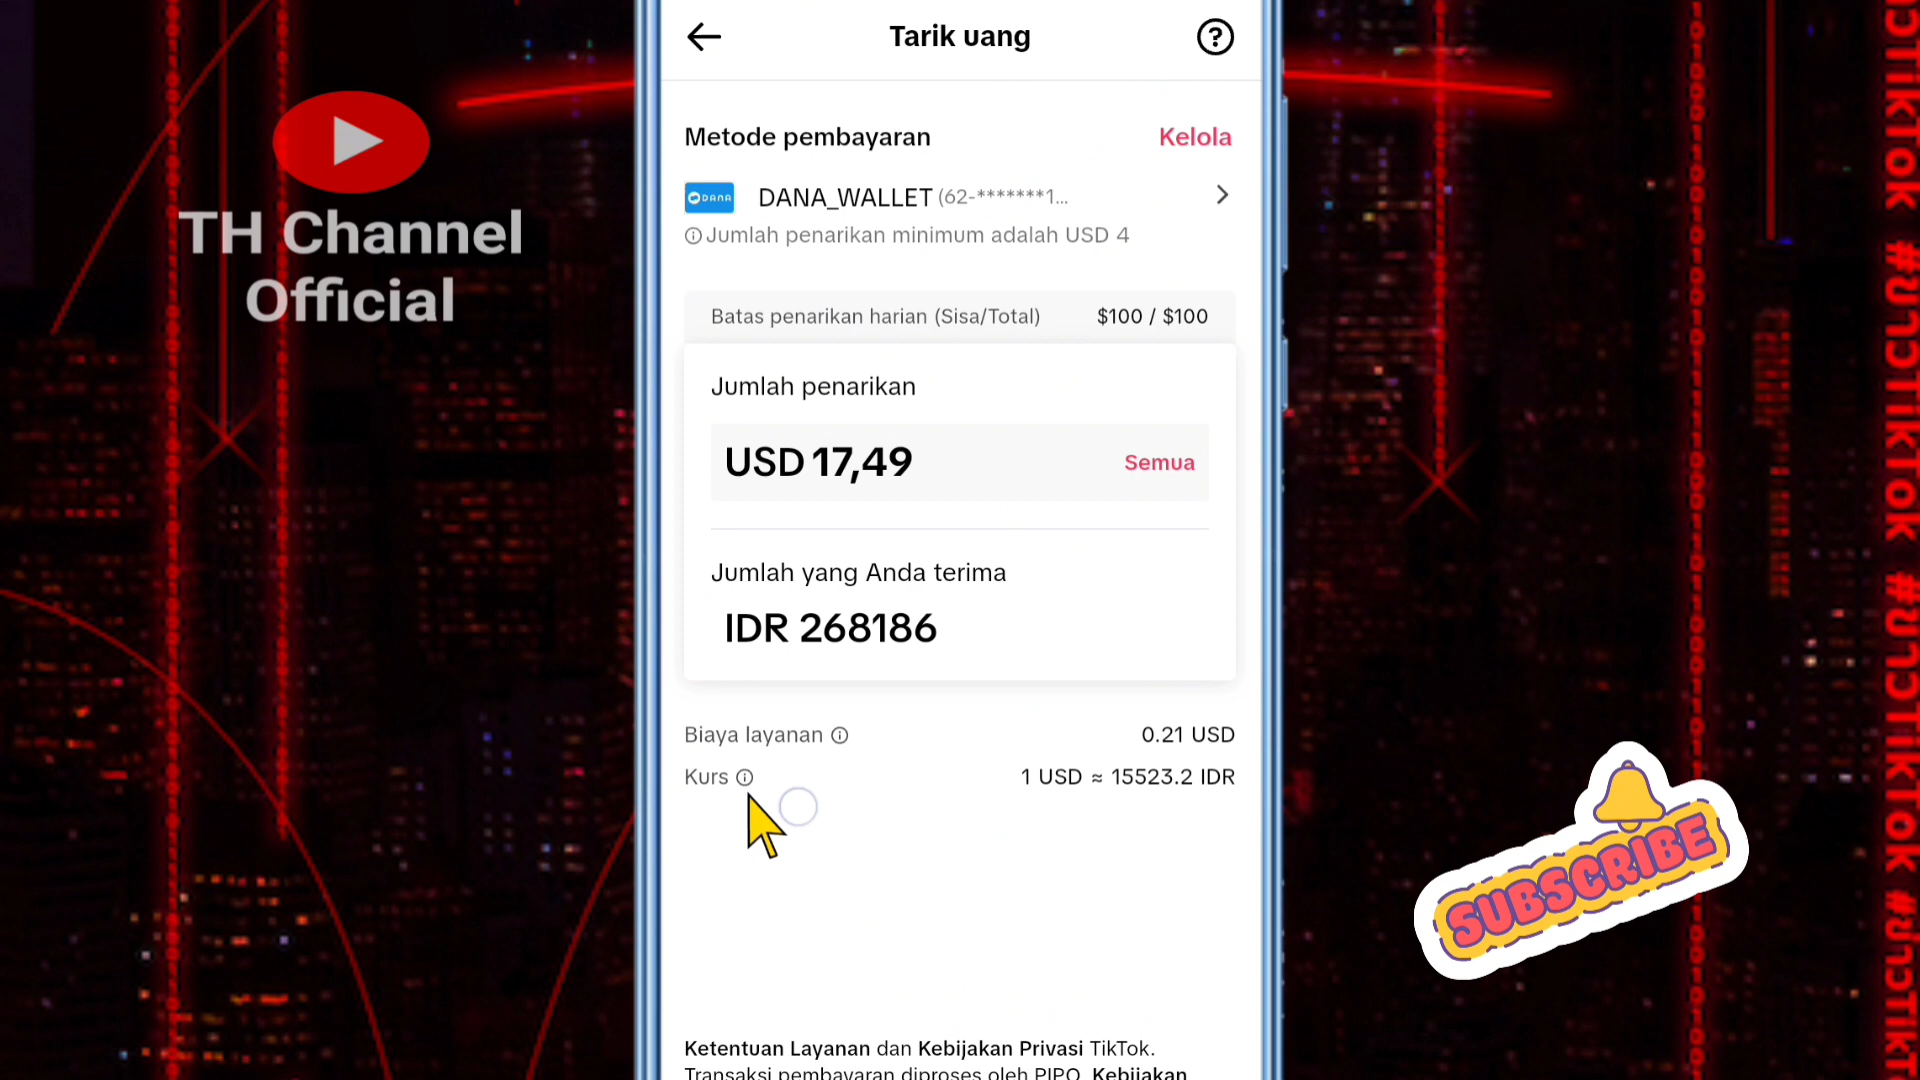 Tarik uang
?
TH Channel
Official
Metode pembayaran Kelola
DANA DANA_WALLET (62-*******1...
Jumlah penarikan minimum adalah USD 4
Batas penarikan harian (Sisa/Total) $100 / $100
Jumlah penarikan
USD 17,49 Semua
Jumlah yang Anda terima
IDR 268186
Biaya layanan 0.21 USD
Kurs 1 USD ≈ 15523.2 IDR
SUBSCRIBE
Ketentuan Layanan dan Kebijakan Privasi TikTok.
Transaksi pembayaran diproses oleh PIPO. Kebijakan